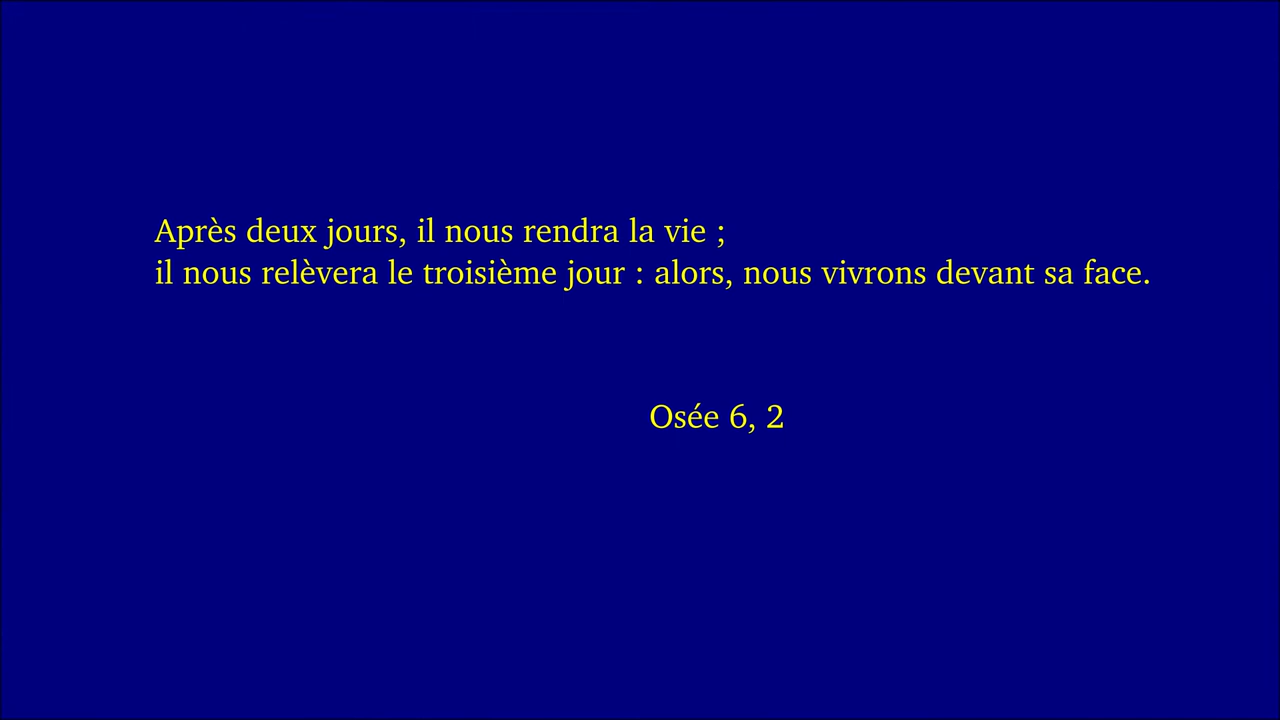 Après deux jours, il nous rendra la vie ;
il nous relèvera le troisième jour : alors, nous vivrons devant sa face.
Osée 6, 2